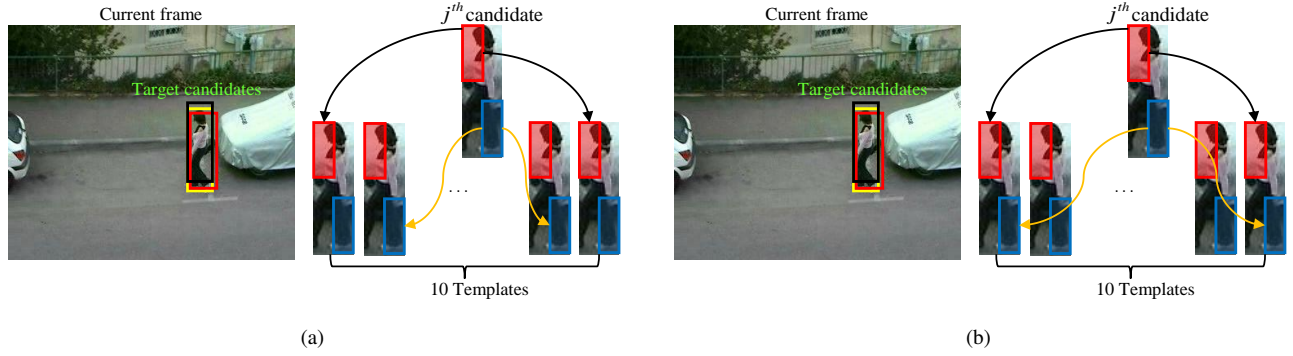 Current frame
j^th candidate
Target candidates
...
10 Templates
(a)
Current frame
j^th candidate
Target candidates
...
10 Templates
(b)